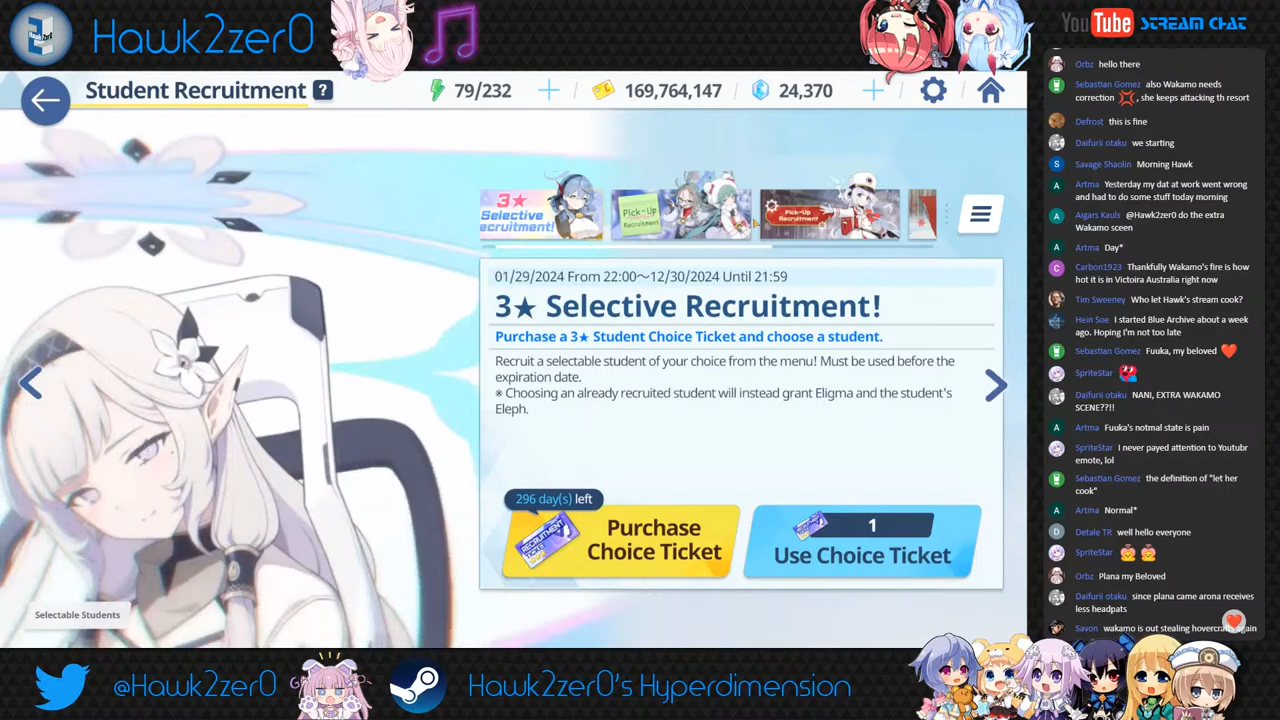 Hawk2zer0
YouTube STREAM CHAT
Student Recruitment ?
79/232
169,764,147
24,370
3★
Selective
Recruitment!
Pick-Up
Recruitment
Pick-Up
Recruitment
01/29/2024 From 22:00～12/30/2024 Until 21:59
3★ Selective Recruitment!
Purchase a 3★ Student Choice Ticket and choose a student.
Recruit a selectable student of your choice from the menu! Must be used before the
expiration date.
※ Choosing an already recruited student will instead grant Eligma and the student's
Eleph.
296 day(s) left
RECRUITMENT
TICKET
Purchase
Choice Ticket
1
Use Choice Ticket
Selectable Students
Orbz hello there
Sebastian Gomez also Wakamo needs
correction 💢, she keeps attacking th resort
Defrost this is fine
Daifurii otaku we starting
S Savage Shaolin Morning Hawk
A Artma Yesterday my dat at work went wrong
and had to do some stuff today morning
Aigars Kauls @Hawk2zer0 do the extra
Wakamo sceen
A Artma Day*
C Carbon1923 Thankfully Wakamo's fire is how
hot it is in Victoira Australia right now
Tim Sweeney Who let Hawk's stream cook?
Hein Soe I started Blue Archive about a week
ago. Hoping I'm not too late
Sebastian Gomez Fuuka, my beloved ❤️
SpriteStar
Daifurii otaku NANI, EXTRA WAKAMO
SCENE??!!
A Artma Fuuka's notmal state is pain
SpriteStar I never payed attention to Youtubr
emote, lol
Sebastian Gomez the definition of "let her
cook"
A Artma Normal*
D Detale TR well hello everyone
SpriteStar
Orbz Plana my Beloved
Daifurii otaku since plana came arona receives
less headpats
Savon wakamo is out stealing hovercrafts again
@Hawk2zer0
Hawk2zer0's Hyperdimension